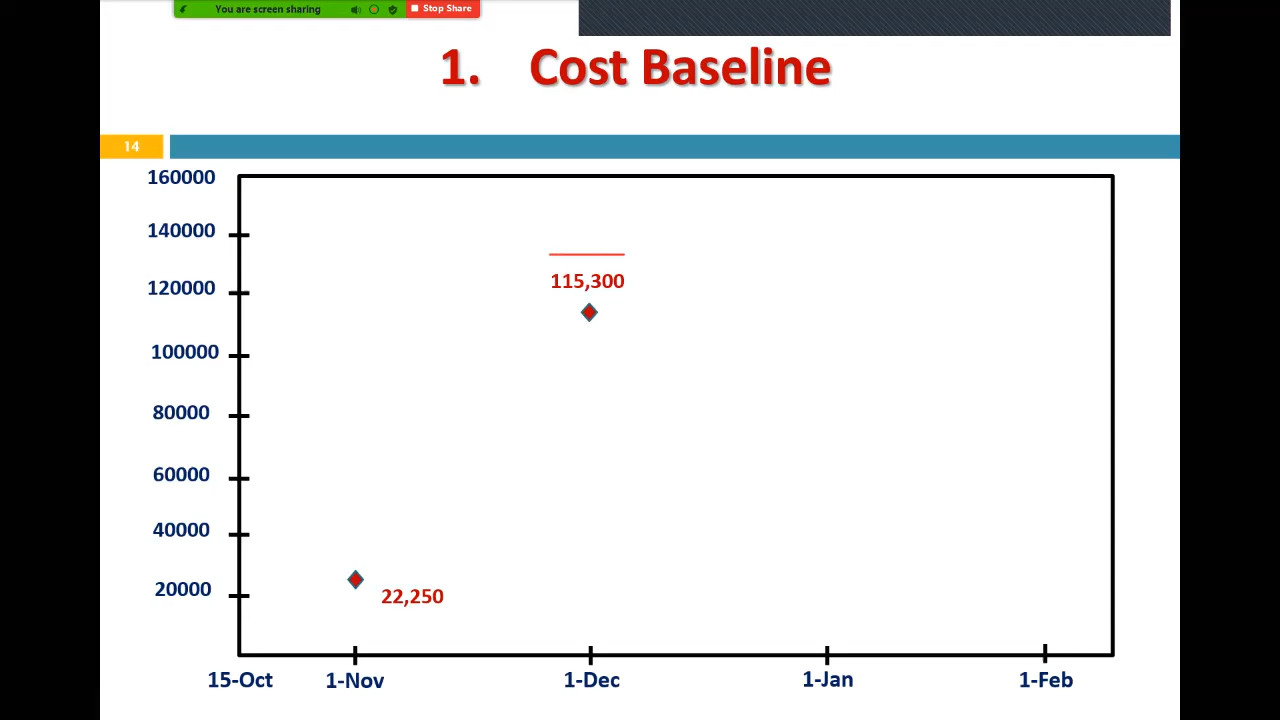 You are screen sharing
Stop Share
1. Cost Baseline
14
160000
140000
115,300
120000
100000
80000
60000
40000
20000
22,250
15-Oct 1-Nov 1-Dec 1-Jan 1-Feb